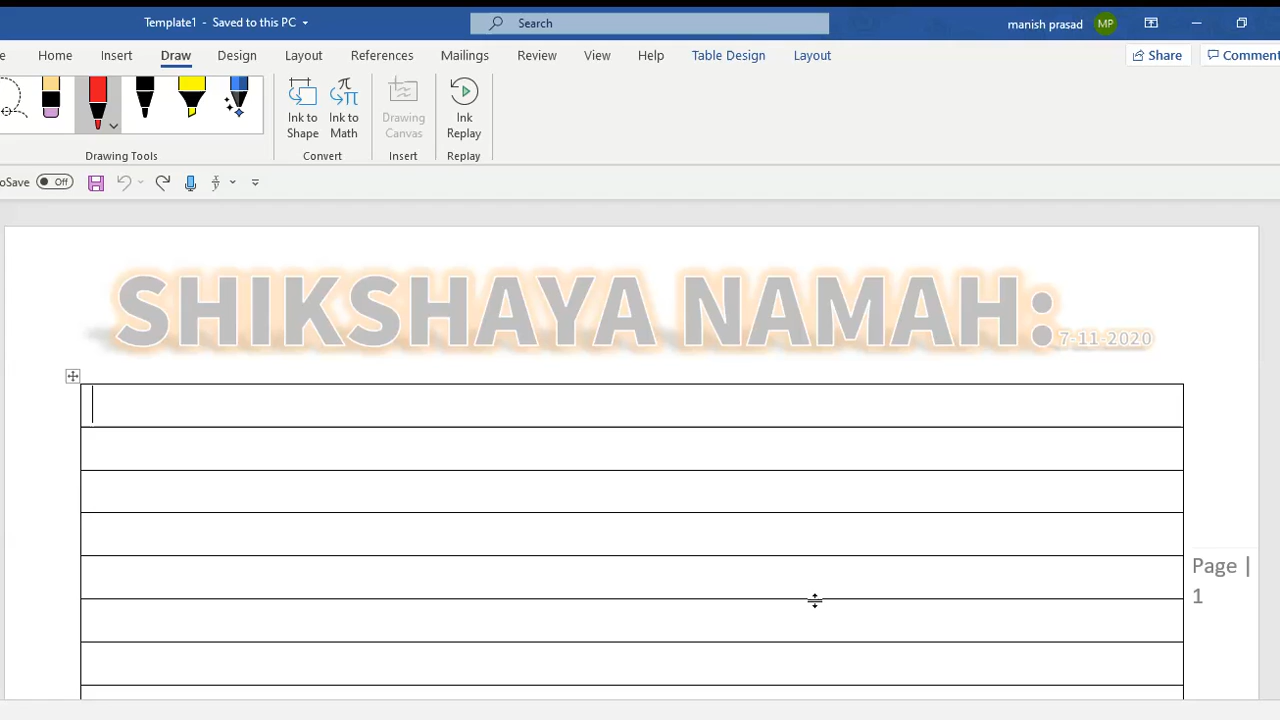 Template1 - Saved to this PC
Search
manish prasad
MP
Home
Insert
Draw
Design
Layout
References
Mailings
Review
View
Help
Table Design
Layout
Share
Comment
Ink to Shape
Ink to Math
Drawing Canvas
Ink Replay
Drawing Tools
Convert
Insert
Replay
oSave
Off
SHIKSHAYA NAMAH:
7-11-2020
Page |
1